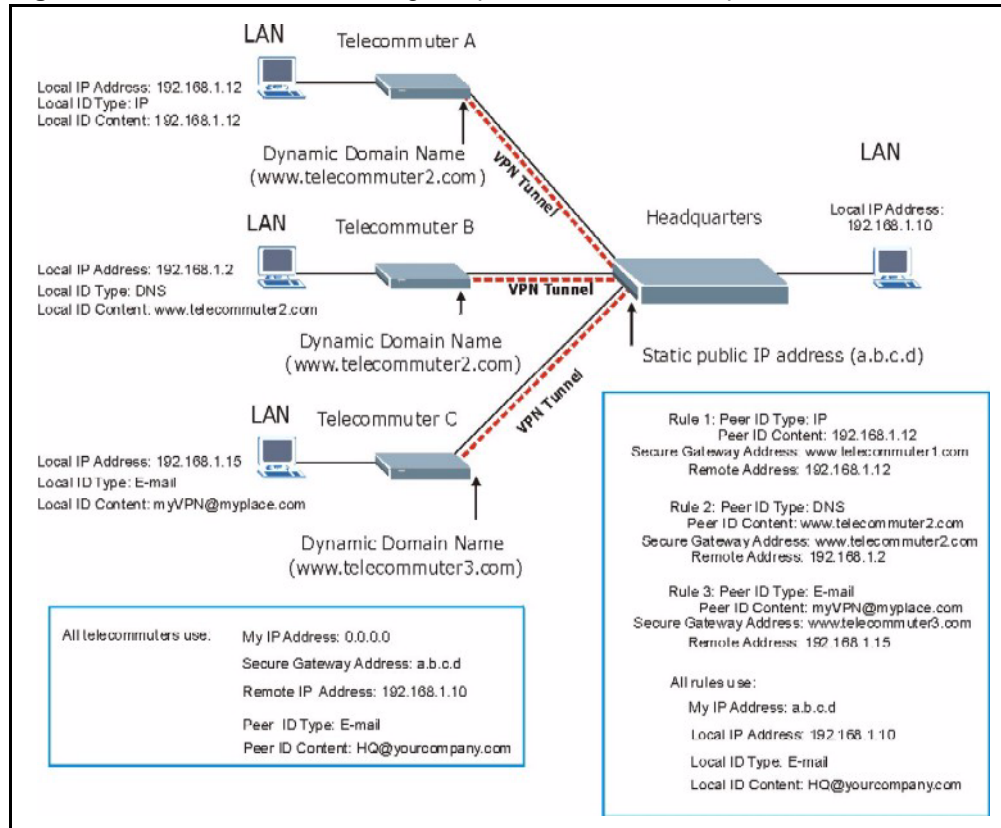 LAN
Telecommuter A
Local IP Address: 192.168.1.12
Local ID Type: IP
Local ID Content: 192.168.1.12
Dynamic Domain Name
(www.telecommuter2.com)
VPN Tunnel
LAN
Telecommuter B
Local IP Address: 192.168.1.2
Local ID Type: DNS
Local ID Content: www.telecommuter2.com
VPN Tunnel
Dynamic Domain Name
(www.telecommuter2.com)
LAN
Telecommuter C
Local IP Address: 192.168.1.15
Local ID Type: E-mail
Local ID Content: myVPN@myplace.com
VPN Tunnel
Dynamic Domain Name
(www.telecommuter3.com)
Headquarters
LAN
Local IP Address:
192.168.1.10
Static public IP address (a.b.c.d)
All telecommuters use:
My IP Address: 0.0.0.0
Secure Gateway Address: a.b.c.d
Remote IP Address: 192.168.1.10
Peer ID Type: E-mail
Peer ID Content: HQ@yourcompany.com
Rule 1: Peer ID Type: IP
Peer ID Content: 192.168.1.12
Secure Gateway Address: www.telecommuter1.com
Remote Address: 192.168.1.12
Rule 2: Peer ID Type: DNS
Peer ID Content: www.telecommuter2.com
Secure Gateway Address: www.telecommuter2.com
Remote Address: 192.168.1.2
Rule 3: Peer ID Type: E-mail
Peer ID Content: myVPN@myplace.com
Secure Gateway Address: www.telecommuter3.com
Remote Address: 192.168.1.15
All rules use:
My IP Address: a.b.c.d
Local IP Address: 192.168.1.10
Local ID Type: E-mail
Local ID Content: HQ@yourcompany.com